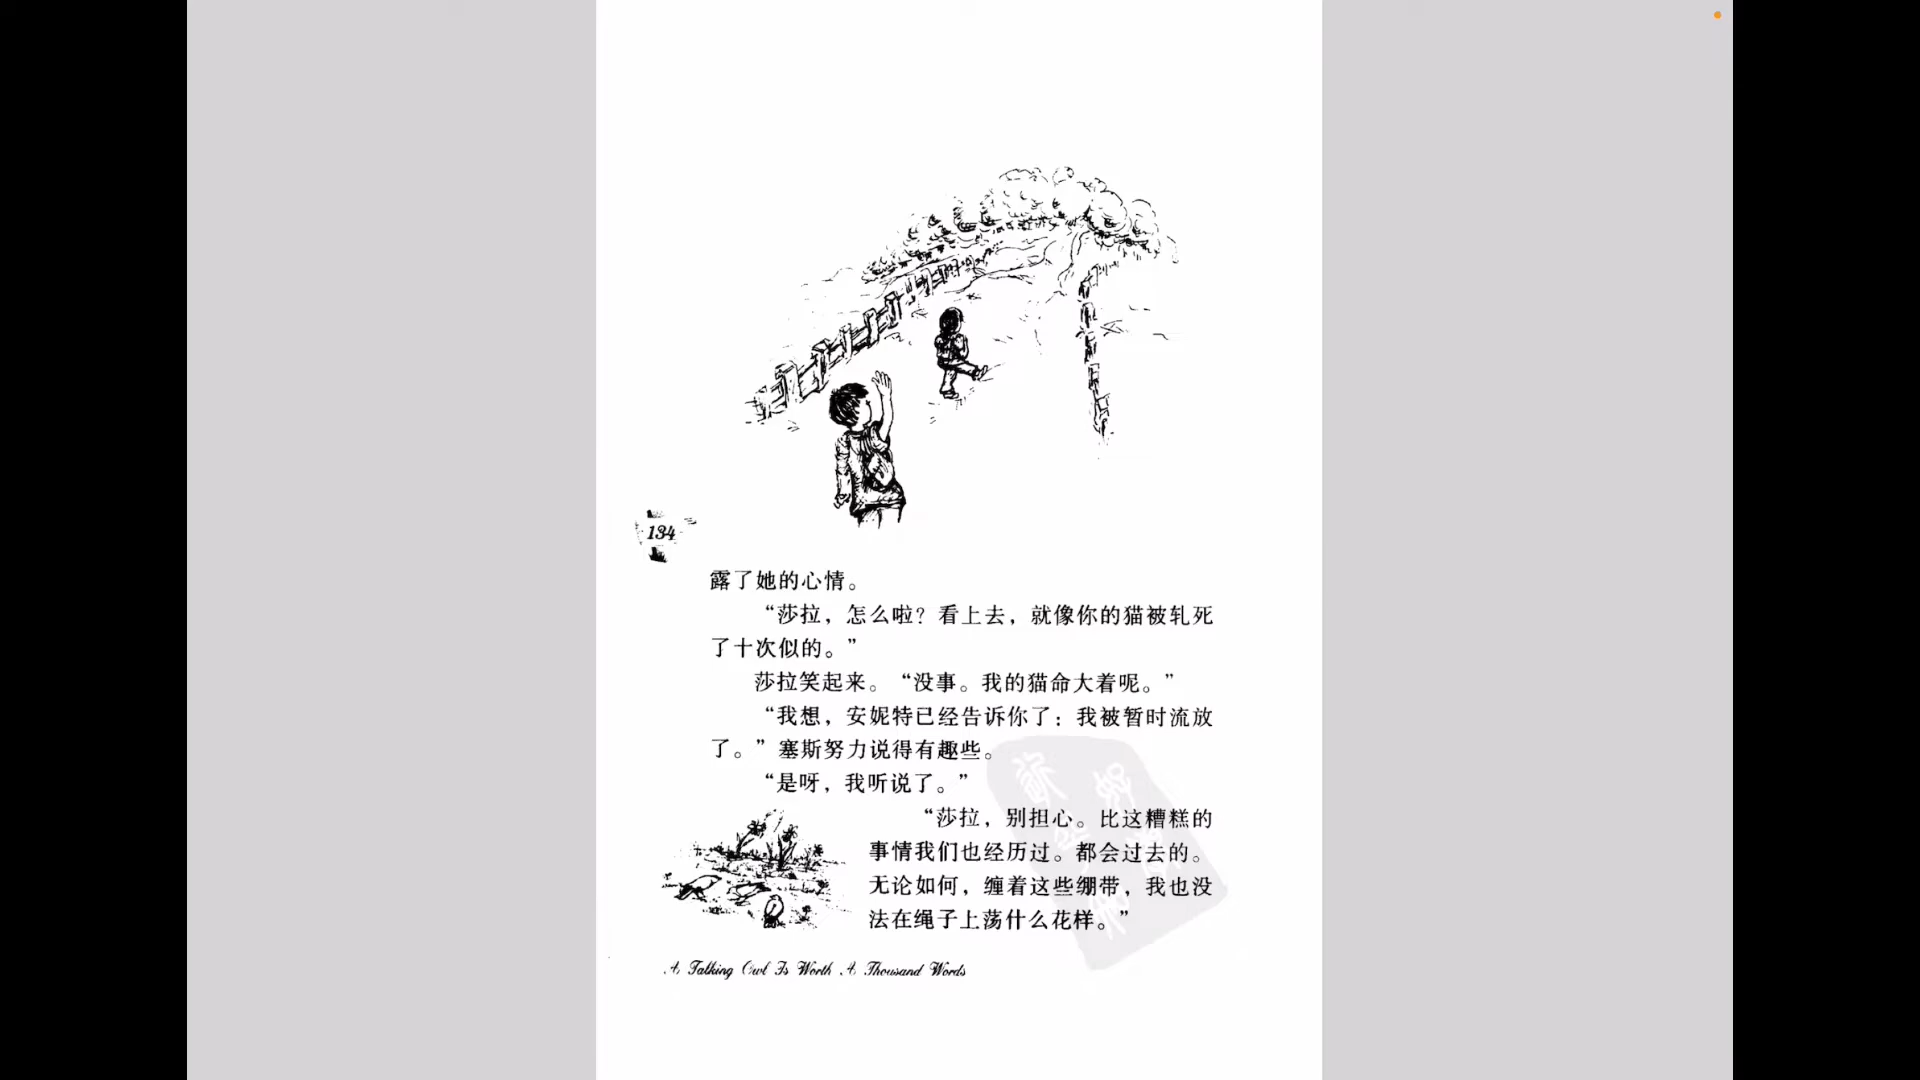 134
露了她的心情。
“莎拉，怎么啦？看上去，就像你的猫被轧死
了十次似的。”
莎拉笑起来。“没事。我的猫命大着呢。”
“我想，安妮特已经告诉你了：我被暂时流放
了。”塞斯努力说得有趣些。
“是呀，我听说了。”
“莎拉，别担心。比这糟糕的
事情我们也经历过。都会过去的。
无论如何，缠着这些绷带，我也没
法在绳子上荡什么花样。”
A Talking Owl Is Worth A Thousand Words